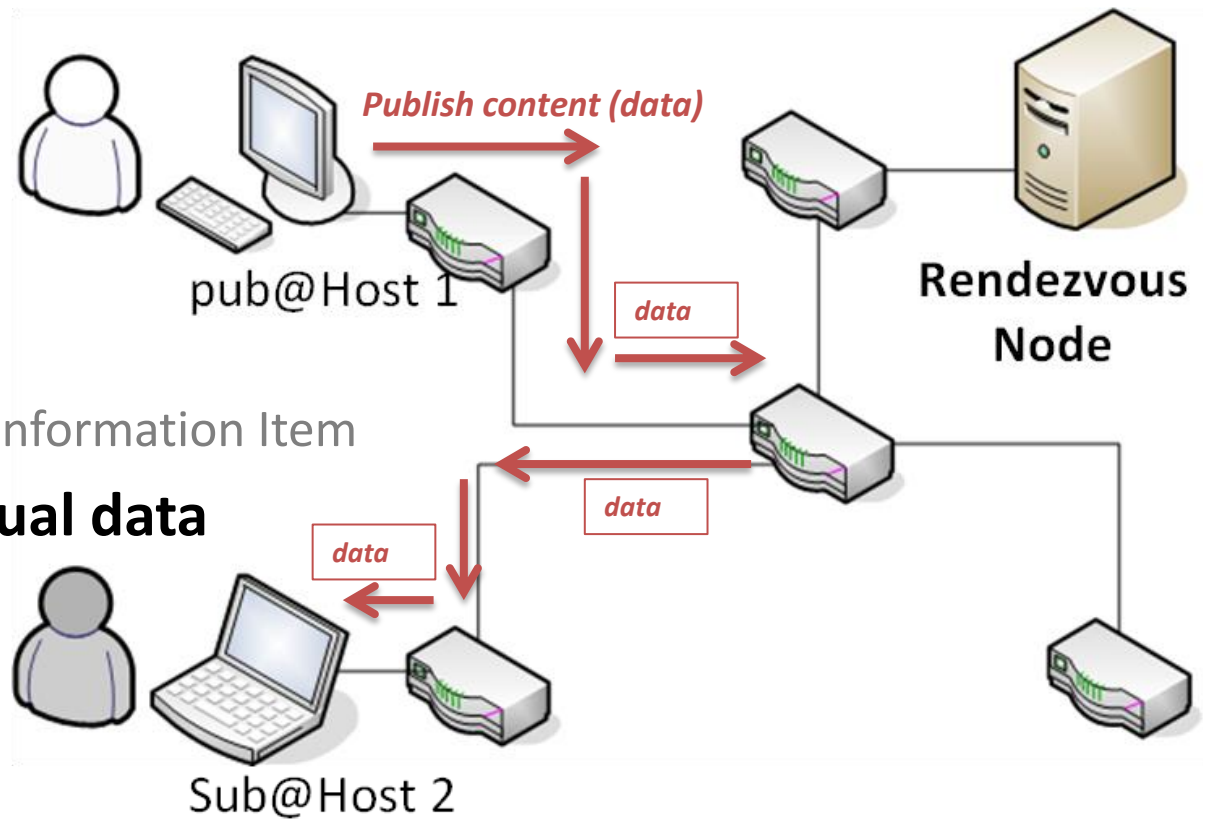 Publish content (data)
pub@Host 1
data
Rendezvous
Node
nformation Item
ual data
data
data
Sub@Host 2